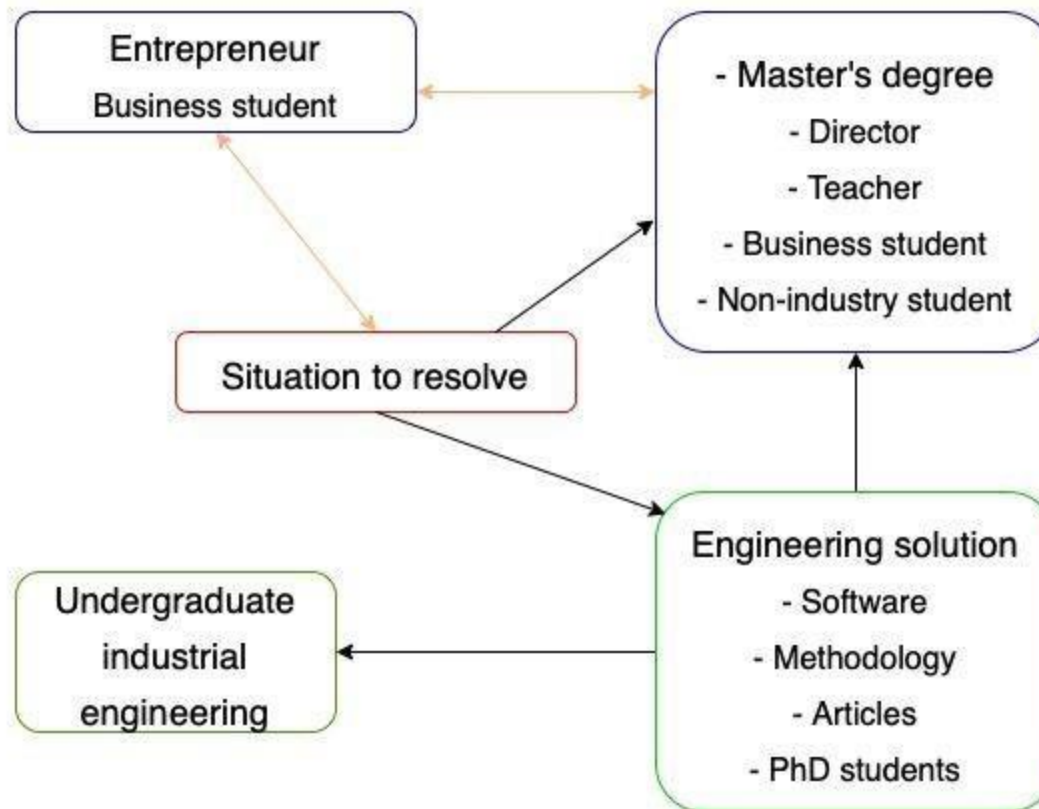 Entrepreneur
Business student
- Master's degree
- Director
- Teacher
- Business student
- Non-industry student
Situation to resolve
Engineering solution
- Software
- Methodology
- Articles
- PhD students
Undergraduate
industrial
engineering